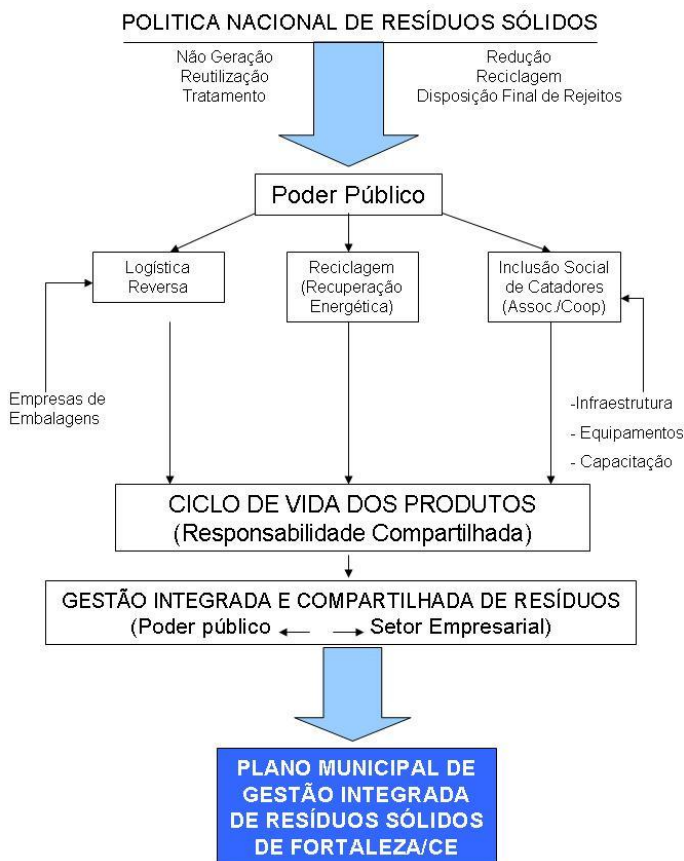 POLITICA NACIONAL DE RESÍDUOS SÓLIDOS
Não Geração
Reutilização
Tratamento
Redução
Reciclagem
Disposição Final de Rejeitos
Poder Público
Logística
Reversa
Reciclagem
(Recuperação
Energética)
Inclusão Social
de Catadores
(Assoc./Coop)
Empresas de
Embalagens
-Infraestrutura
- Equipamentos
- Capacitação
CICLO DE VIDA DOS PRODUTOS
(Responsabilidade Compartilhada)
GESTÃO INTEGRADA E COMPARTILHADA DE RESÍDUOS
(Poder público Setor Empresarial)
PLANO MUNICIPAL DE
GESTÃO INTEGRADA
DE RESÍDUOS SÓLIDOS
DE FORTALEZA/CE